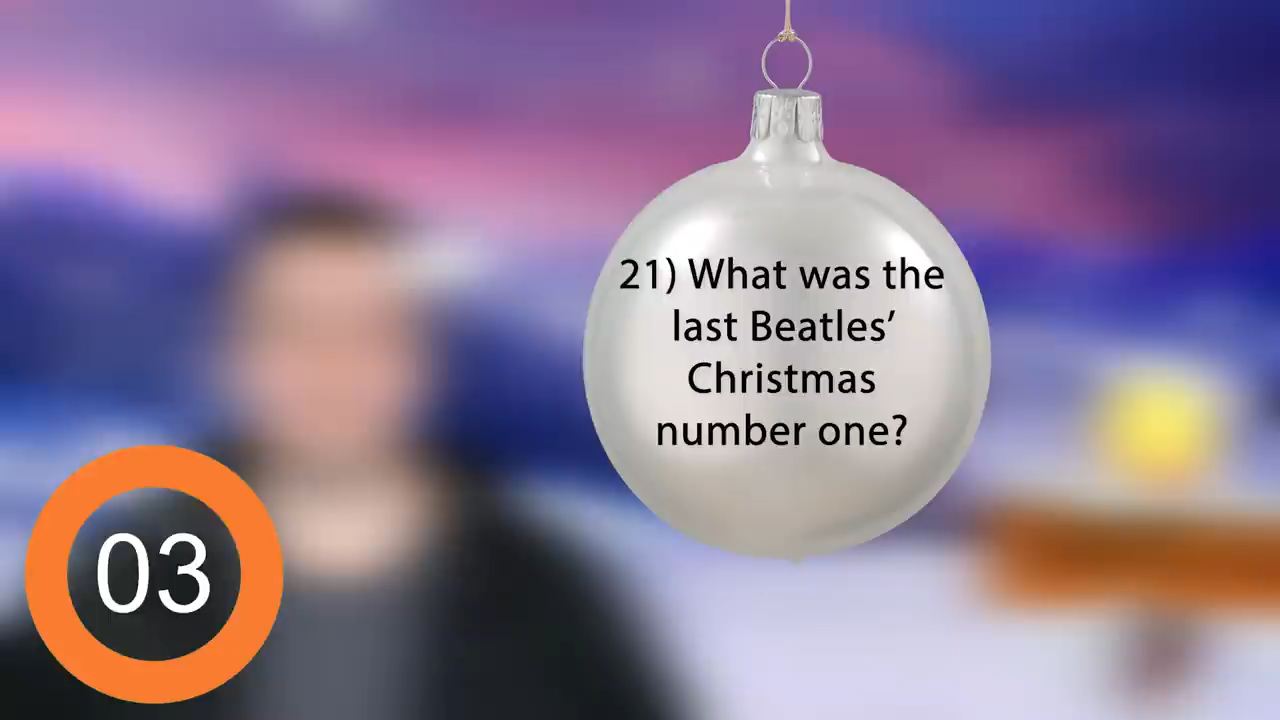 21) What was the
last Beatles’
Christmas
number one?
03